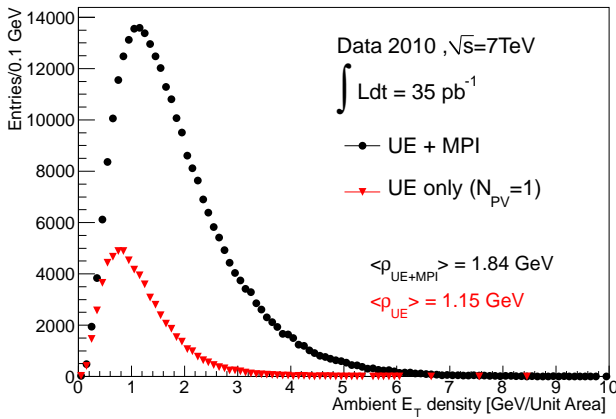 Entries/0.1 GeV
14000
12000
10000
8000
6000
4000
2000
0
Data 2010 ,√s=7TeV
∫ Ldt = 35 pb⁻¹
UE + MPI
UE only (N_PV=1)
<ρ_UE+MPI> = 1.84 GeV
<ρ_UE> = 1.15 GeV
0 1 2 3 4 5 6 7 8 9 10
Ambient E_T density [GeV/Unit Area]